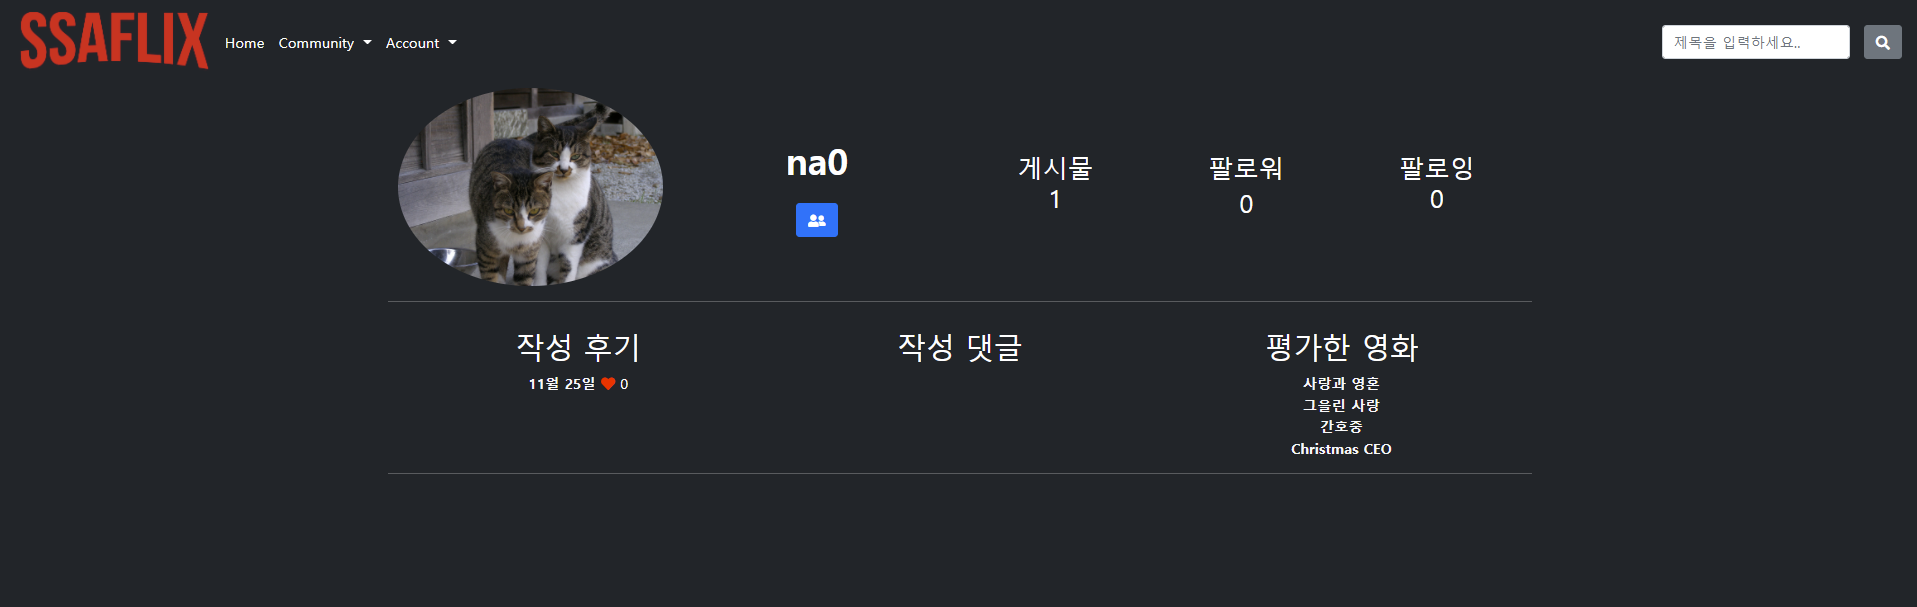 SSAFLIX
Home Community Account
제목을 입력하세요..
na0
게시물
1
팔로워
0
팔로잉
0
작성 후기
11월 25일 0
작성 댓글
평가한 영화
사랑과 영혼
그을린 사랑
간호중
Christmas CEO